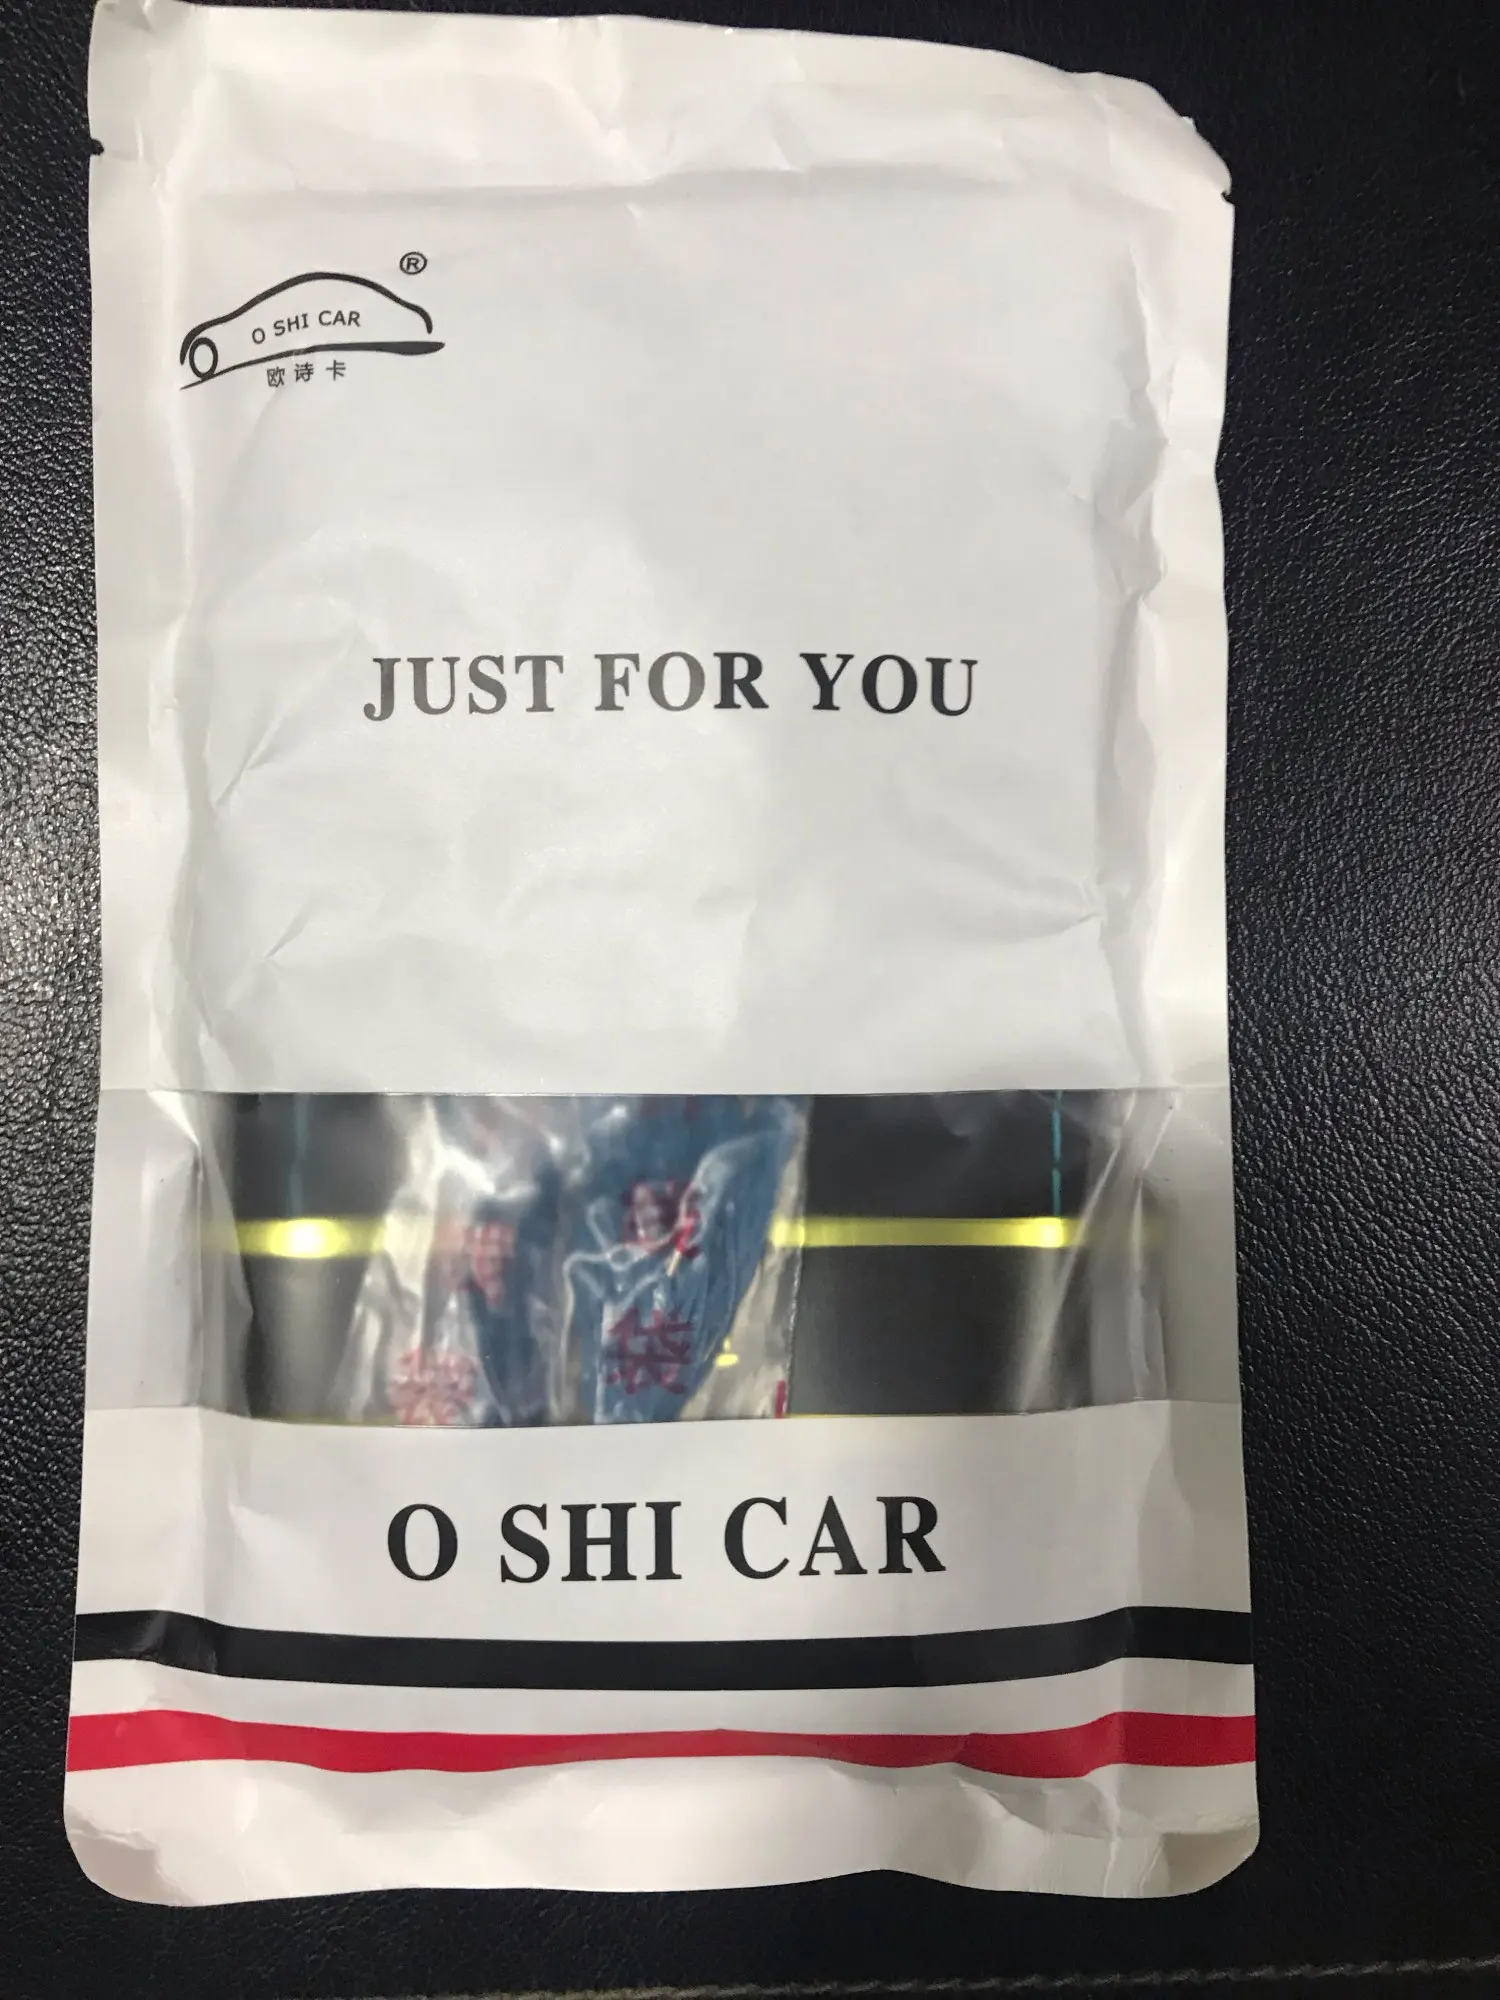 ®
O SHI CAR
欧诗卡
JUST FOR YOU
O SHI CAR